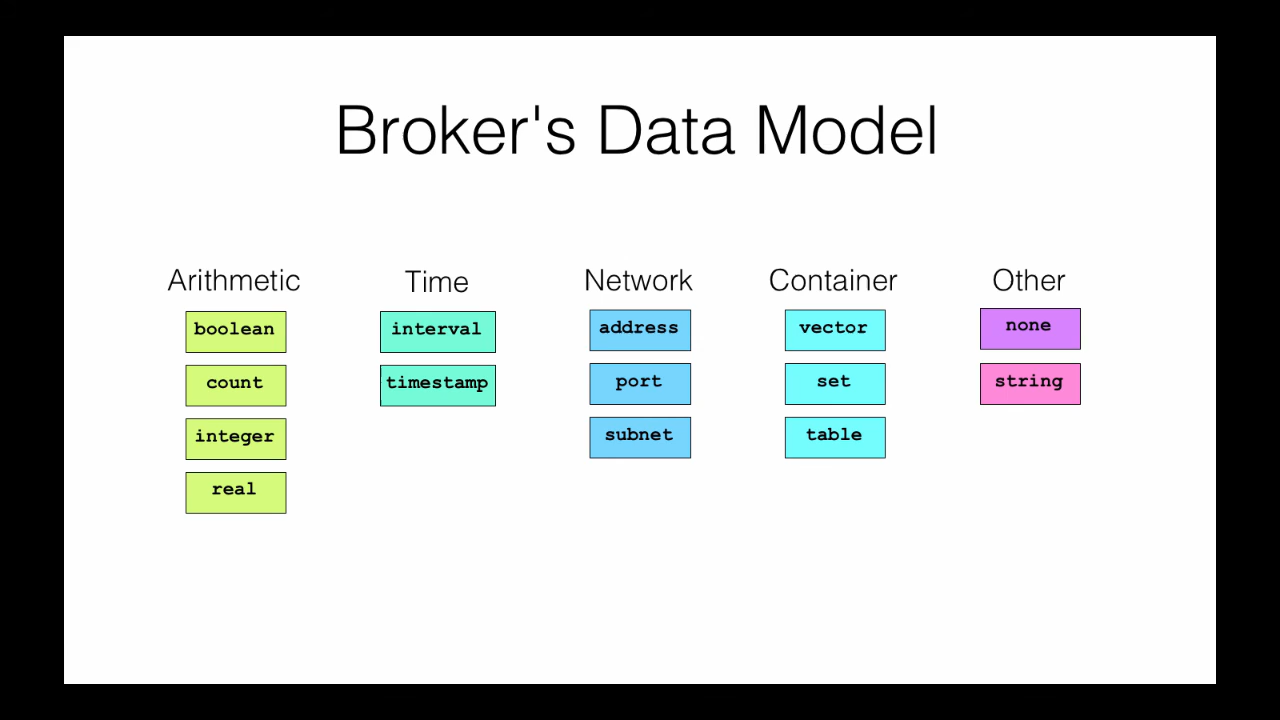 Broker's Data Model
Arithmetic
boolean
count
integer
real
Time
interval
timestamp
Network
address
port
subnet
Container
vector
set
table
Other
none
string